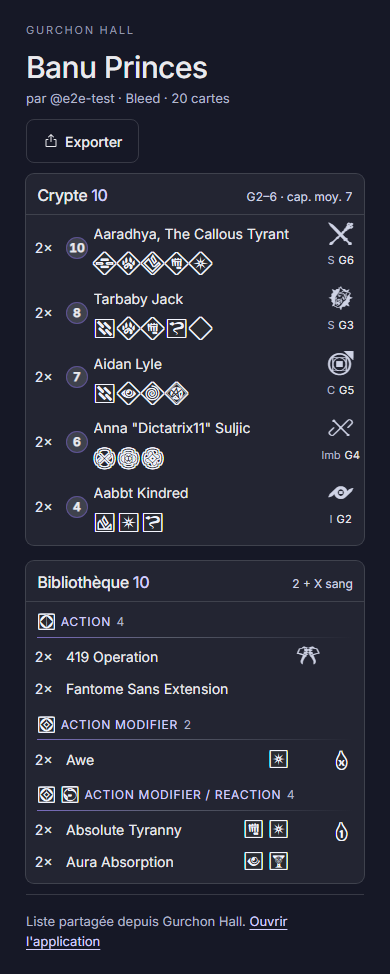 GURCHON HALL
Banu Princes
par @e2e-test · Bleed · 20 cartes
Exporter
Crypte 10 G2–6 · cap. moy. 7
2× 10 Aaradhya, The Callous Tyrant S G6
2× 8 Tarbaby Jack S G3
2× 7 Aidan Lyle C G5
2× 6 Anna "Dictatrix11" Suljic Imb G4
2× 4 Aabbt Kindred I G2
Bibliothèque 10 2 + X sang
ACTION 4
2× 419 Operation
2× Fantome Sans Extension
ACTION MODIFIER 2
2× Awe X
ACTION MODIFIER / REACTION 4
2× Absolute Tyranny 1
2× Aura Absorption
Liste partagée depuis Gurchon Hall. Ouvrir
l'application